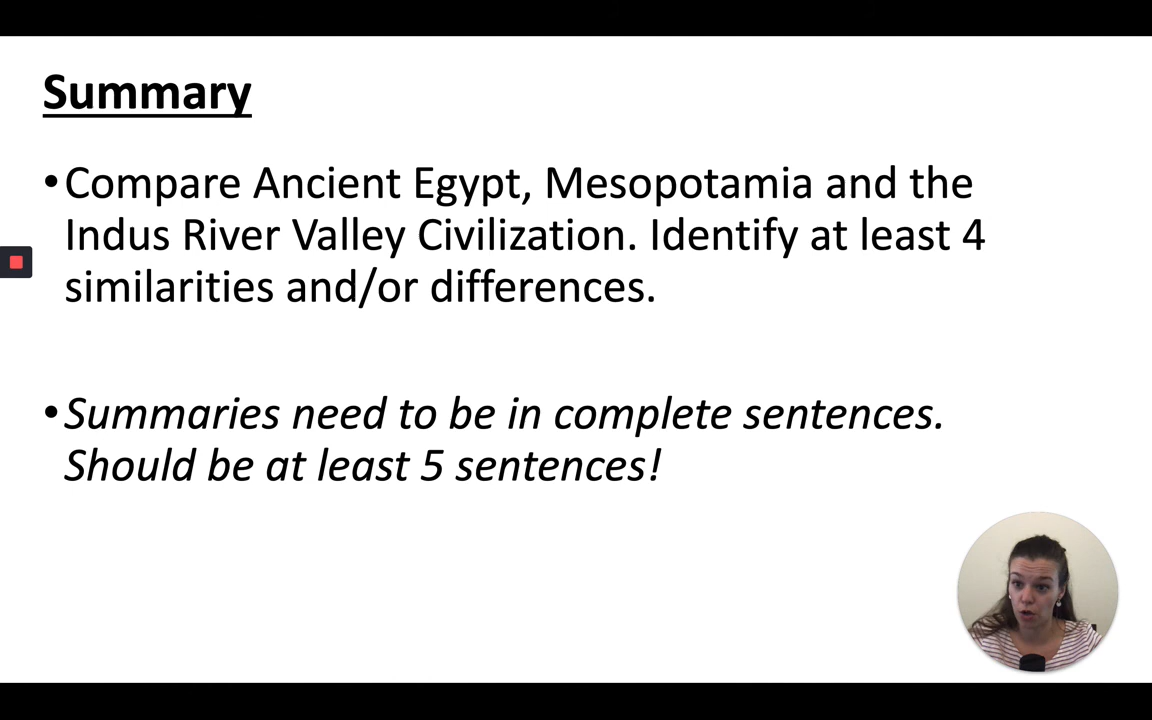 Summary
•Compare Ancient Egypt, Mesopotamia and the
Indus River Valley Civilization. Identify at least 4
similarities and/or differences.
•Summaries need to be in complete sentences.
Should be at least 5 sentences!